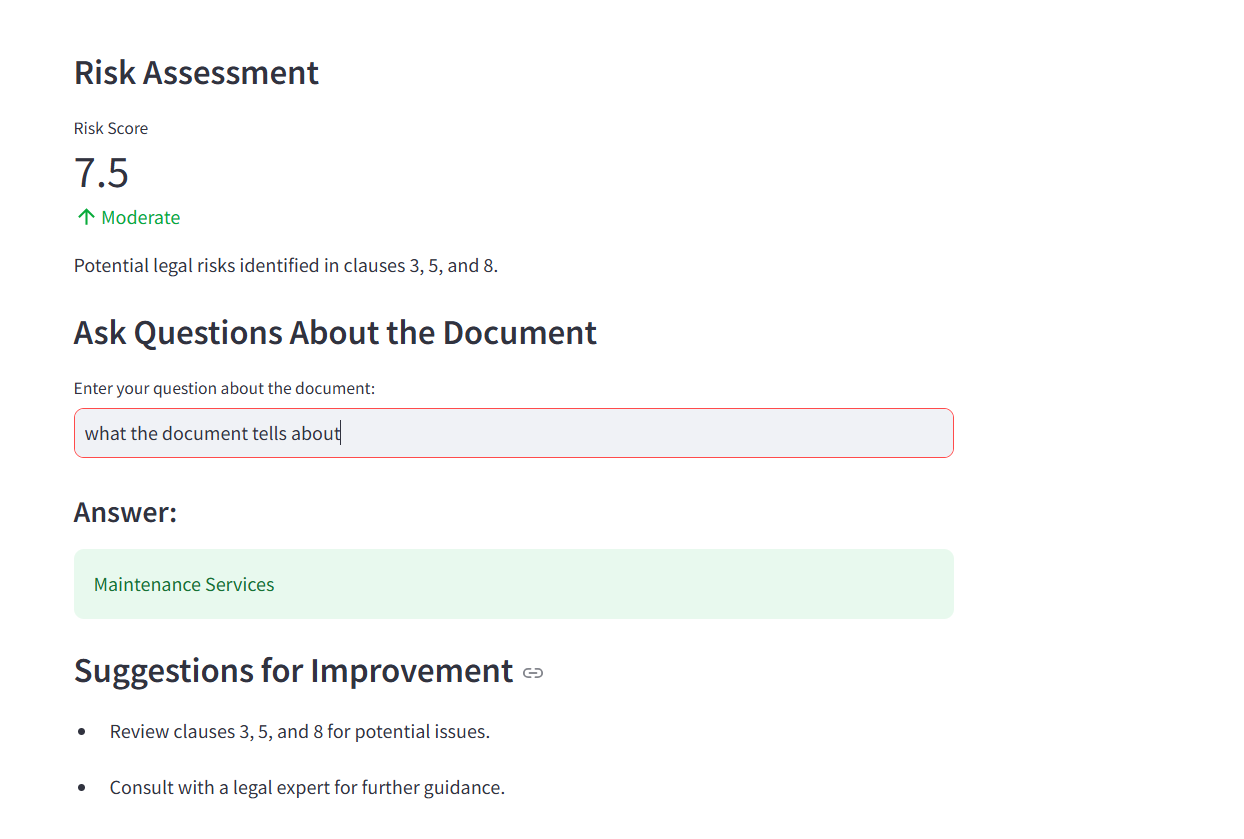 Risk Assessment
Risk Score
7.5
Moderate
Potential legal risks identified in clauses 3, 5, and 8.
Ask Questions About the Document
Enter your question about the document:
what the document tells about
Answer:
Maintenance Services
Suggestions for Improvement
Review clauses 3, 5, and 8 for potential issues.
Consult with a legal expert for further guidance.